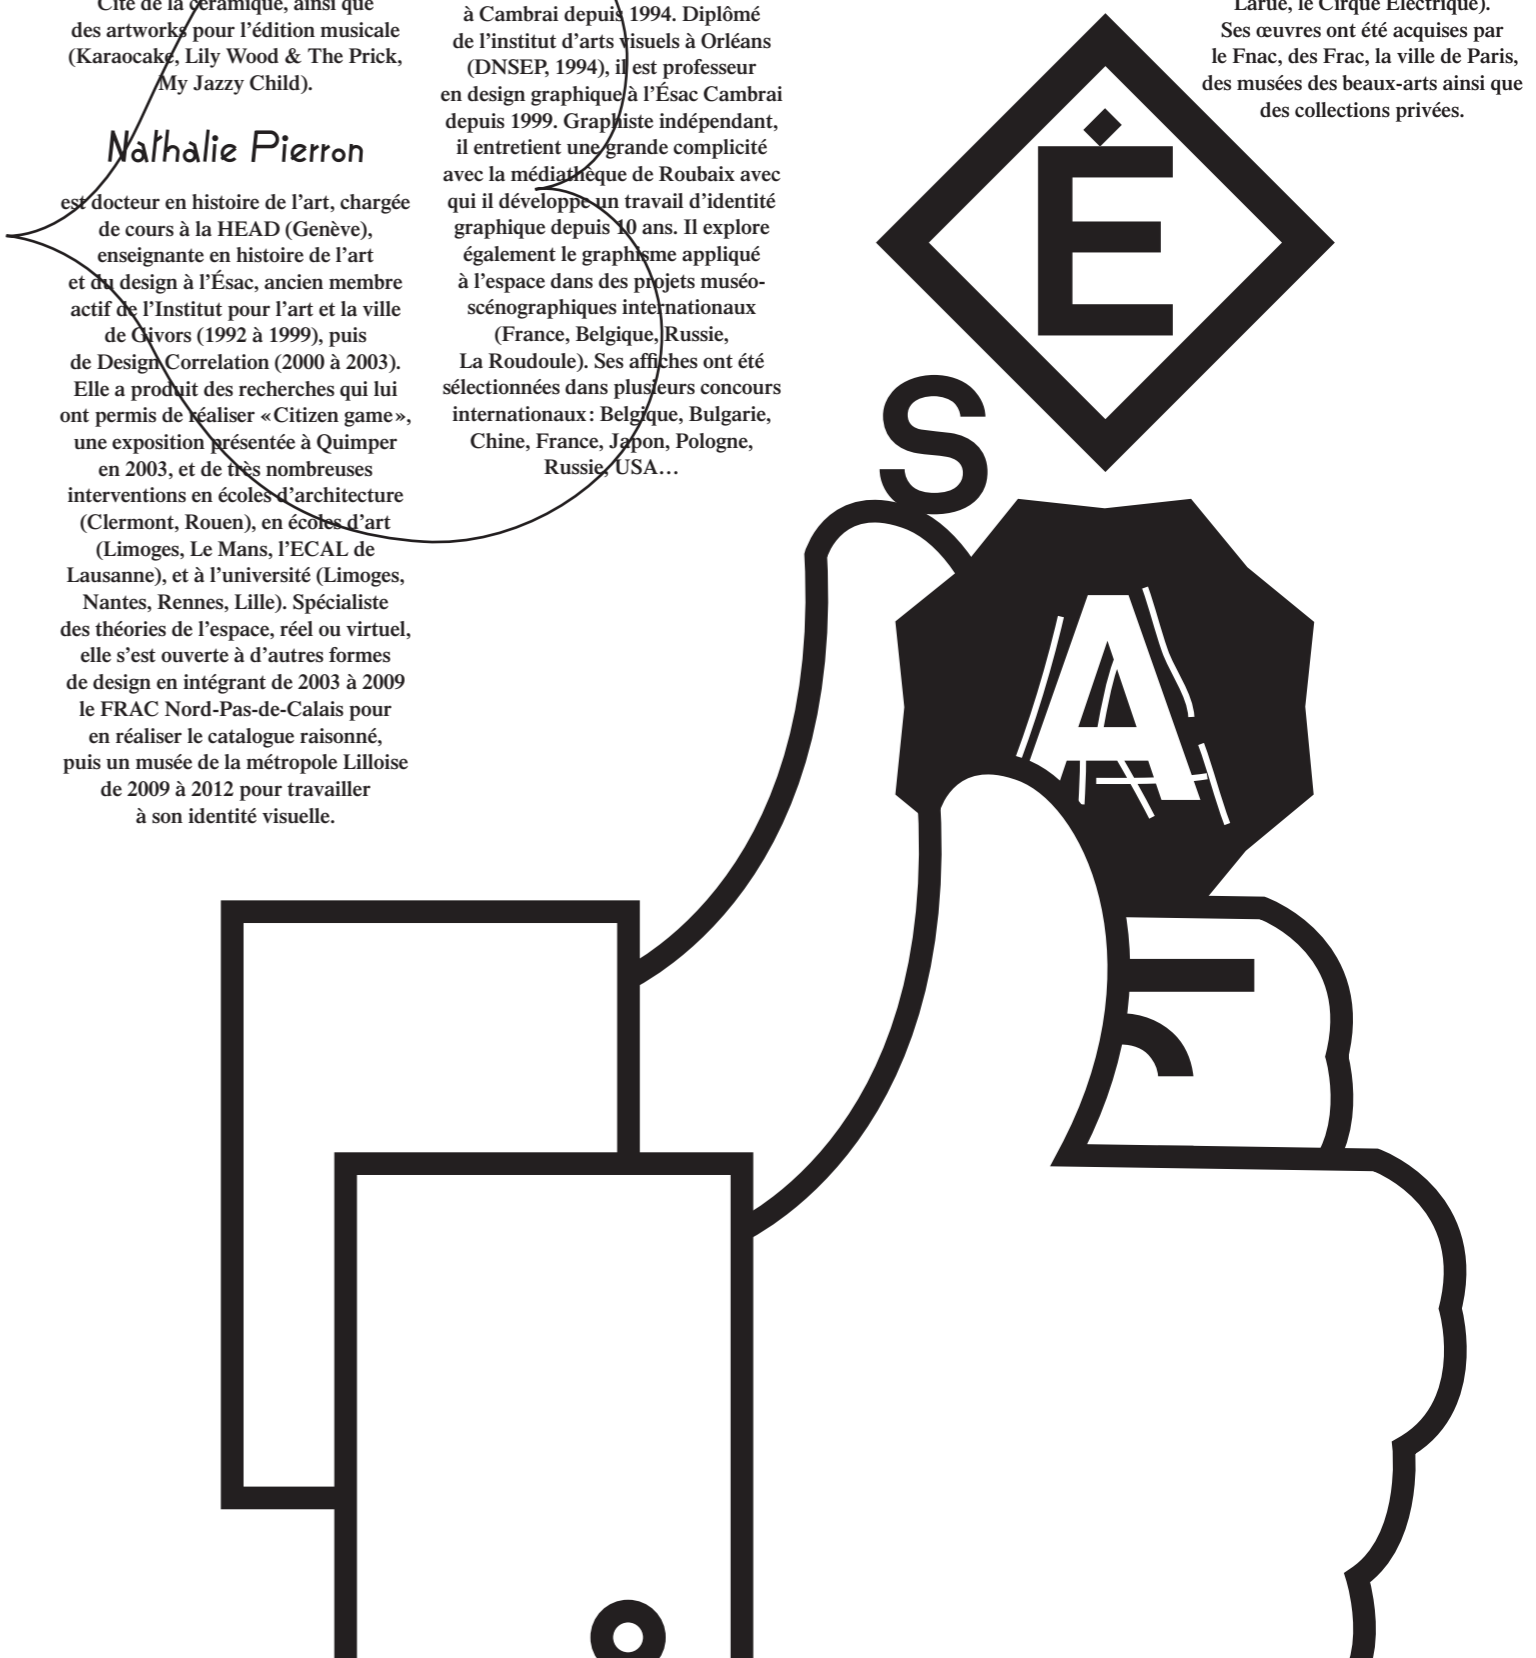 Cité de la céramique, ainsi que
des artworks pour l’édition musicale
(Karaocake, Lily Wood & The Prick,
My Jazzy Child).
Nathalie Pierron
est docteur en histoire de l’art, chargée
de cours à la HEAD (Genève),
enseignante en histoire de l’art
et du design à l’Ésac, ancien membre
actif de l’Institut pour l’art et la ville
de Givors (1992 à 1999), puis
de Design Correlation (2000 à 2003).
Elle a produit des recherches qui lui
ont permis de réaliser «Citizen game»,
une exposition présentée à Quimper
en 2003, et de très nombreuses
interventions en écoles d’architecture
(Clermont, Rouen), en écoles d’art
(Limoges, Le Mans, l’ECAL de
Lausanne), et à l’université (Limoges,
Nantes, Rennes, Lille). Spécialiste
des théories de l’espace, réel ou virtuel,
elle s’est ouverte à d’autres formes
de design en intégrant de 2003 à 2009
le FRAC Nord-Pas-de-Calais pour
en réaliser le catalogue raisonné,
puis un musée de la métropole Lilloise
de 2009 à 2012 pour travailler
à son identité visuelle.
à Cambrai depuis 1994. Diplômé
de l’institut d’arts visuels à Orléans
(DNSEP, 1994), il est professeur
en design graphique à l’Ésac Cambrai
depuis 1999. Graphiste indépendant,
il entretient une grande complicité
avec la médiathèque de Roubaix avec
qui il développe un travail d’identité
graphique depuis 10 ans. Il explore
également le graphisme appliqué
à l’espace dans des projets muséo-
scénographiques internationaux
(France, Belgique, Russie,
La Roudoule). Ses affiches ont été
sélectionnées dans plusieurs concours
internationaux : Belgique, Bulgarie,
Chine, France, Japon, Pologne,
Russie, USA…
Larue, le Cirque Électrique).
Ses œuvres ont été acquises par
le Fnac, des Frac, la ville de Paris,
des musées des beaux-arts ainsi que
des collections privées.
É
S
A